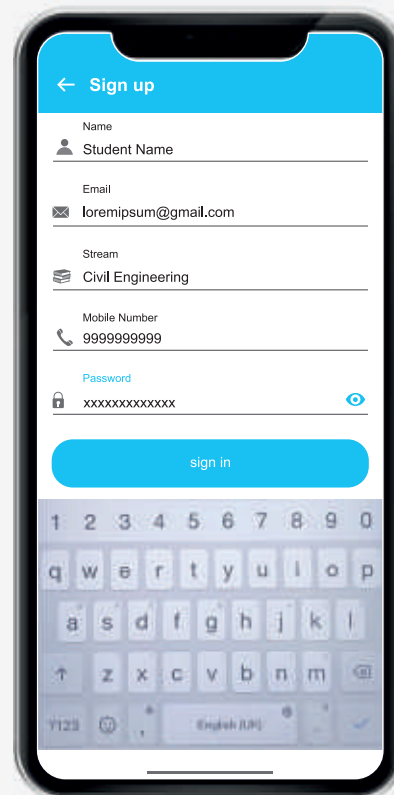 Sign up
Name
Student Name
Email
loremipsum@gmail.com
Stream
Civil Engineering
Mobile Number
9999999999
Password
xxxxxxxxxxxxx
sign in
1 2 3 4 5 6 7 8 9 0
q w e r t y u i o p
a s d f g h j k l
z x c v b n m
Y123 , English (UK) .